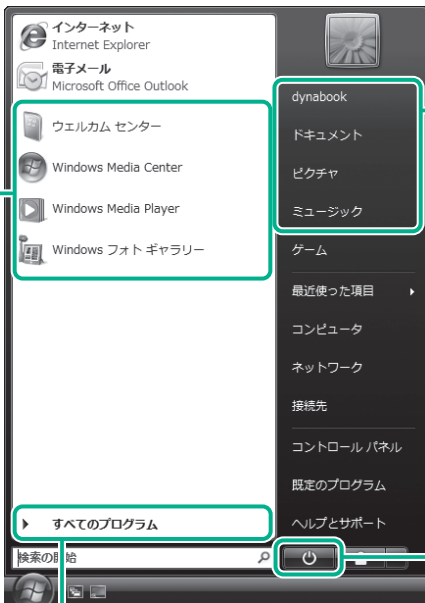 インターネット
Internet Explorer
電子メール
Microsoft Office Outlook
ウェルカム センター
Windows Media Center
Windows Media Player
Windows フォト ギャラリー
すべてのプログラム
検索の開始
dynabook
ドキュメント
ピクチャ
ミュージック
ゲーム
最近使った項目
コンピュータ
ネットワーク
接続先
コントロール パネル
既定のプログラム
ヘルプとサポート